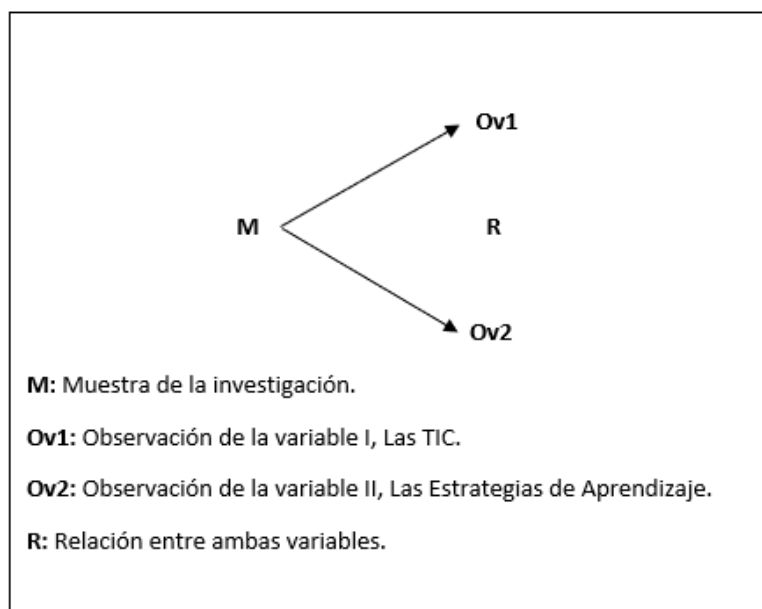 Ov1
M
R
Ov2
M: Muestra de la investigación.
Ov1: Observación de la variable I, Las TIC.
Ov2: Observación de la variable II, Las Estrategias de Aprendizaje.
R: Relación entre ambas variables.